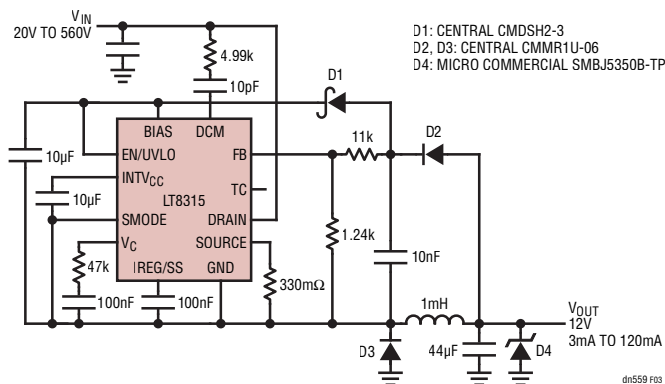 V_IN
20V TO 560V
4.99k
10pF
D1: CENTRAL CMDSH2-3
D2, D3: CENTRAL CMMR1U-06
D4: MICRO COMMERCIAL SMBJ5350B-TP
D1
BIAS
DCM
10µF
EN/UVLO
FB
11k
D2
INTV_CC
TC
10µF
LT8315
SMODE
DRAIN
1.24k
V_C
SOURCE
10nF
47k
IREG/SS
GND
330mΩ
100nF
100nF
1mH
V_OUT
12V
3mA TO 120mA
D3
44µF
D4
dn559 F03